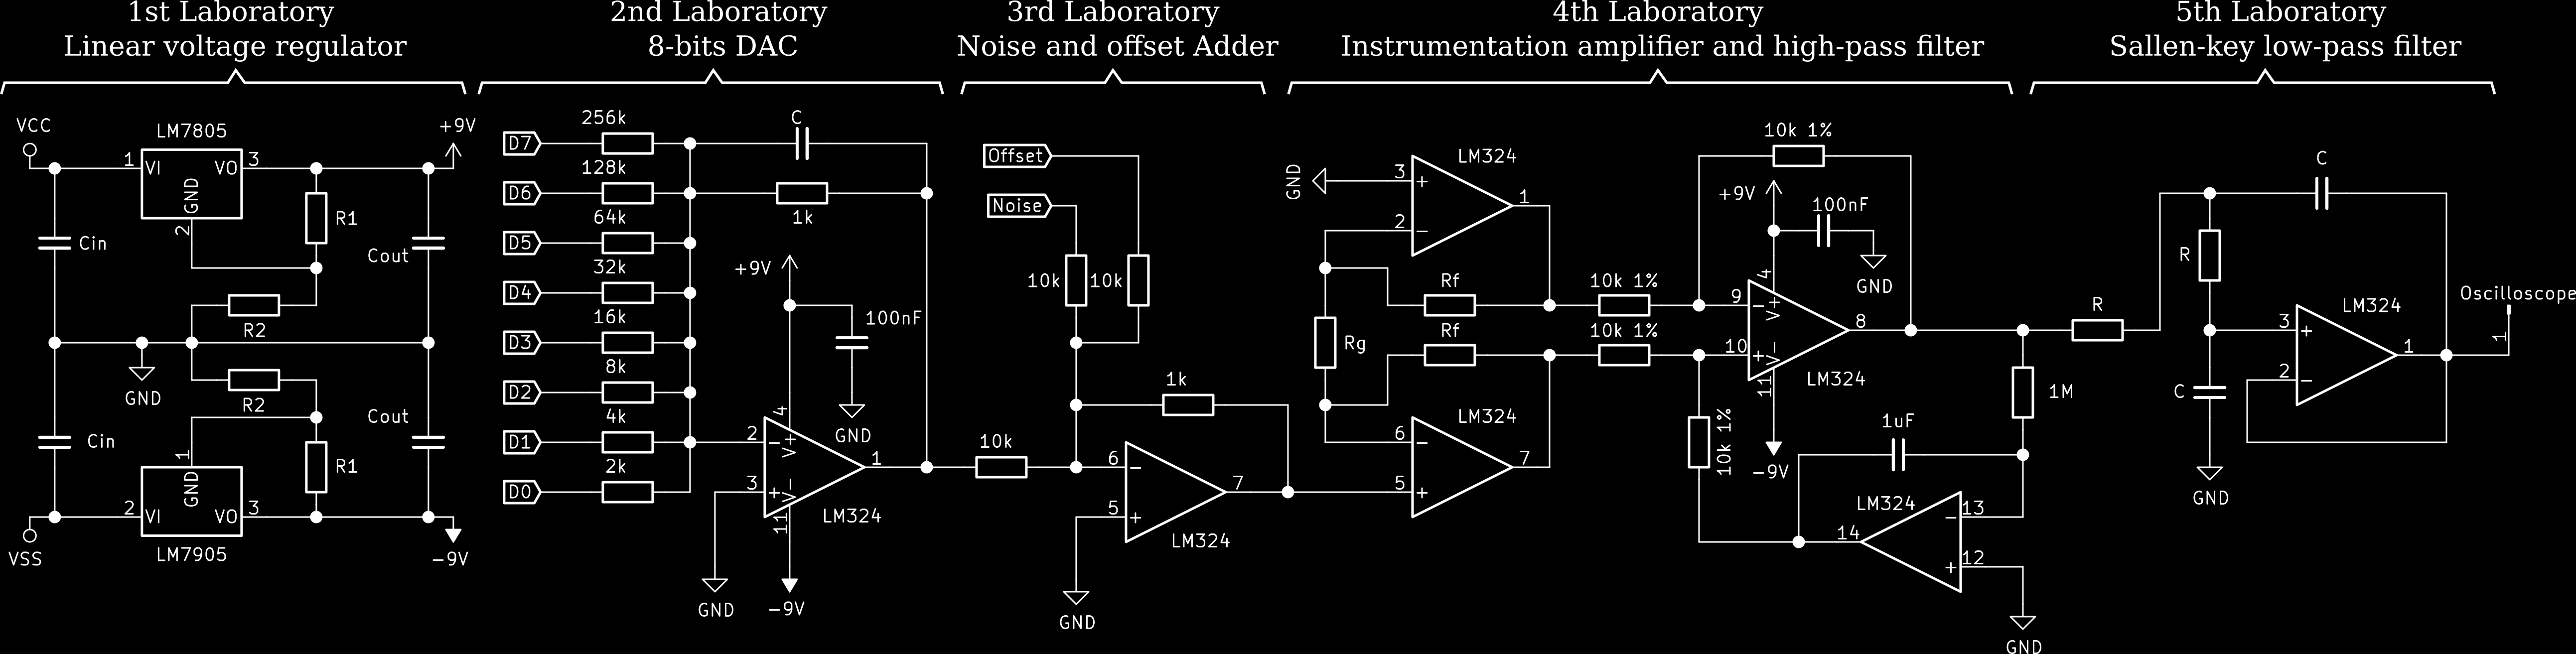 1st Laboratory
Linear voltage regulator
2nd Laboratory
8-bits DAC
3rd Laboratory
Noise and offset Adder
4th Laboratory
Instrumentation amplifier and high-pass filter
5th Laboratory
Sallen-key low-pass filter
VCC
LM7805
+9V
1
VI
VO
3
GND
2
R1
Cin
Cout
R2
GND
R2
Cin
Cout
1
GND
R1
2
VI
VO
3
VSS
LM7905
-9V
256k
D7
128k
D6
64k
D5
32k
D4
16k
D3
8k
D2
4k
D1
2k
D0
C
1k
+9V
100nF
GND
4
V+
2
-
3
+
V-
11
1
LM324
GND
-9V
Offset
Noise
10k
10k
1k
10k
6
-
5
+
7
LM324
GND
GND
3
+
2
-
1
LM324
Rf
10k 1%
Rg
Rf
10k 1%
LM324
6
-
5
+
7
10k 1%
+9V
100nF
GND
4
V+
9
-
10
+
V-
11
8
LM324
10k 1%
-9V
1M
1uF
LM324
14
13
-
12
+
GND
R
C
R
C
GND
LM324
3
+
2
-
1
Oscilloscope
1